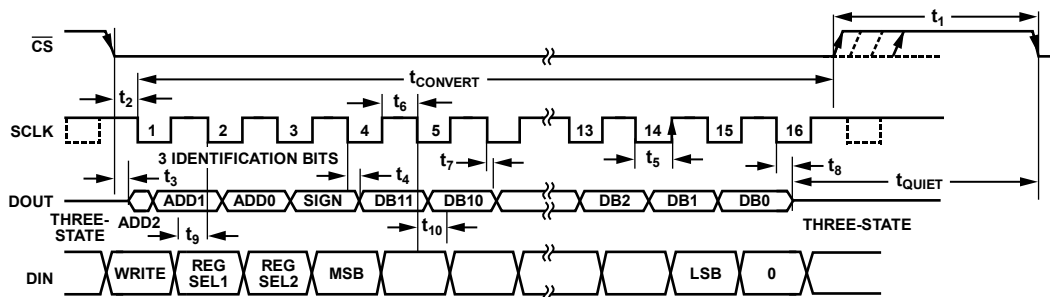 t1
CS
tCONVERT
t2
t6
SCLK
1 2 3 4 5 13 14 15 16
3 IDENTIFICATION BITS
t7 t5 t8
t3 t4 tQUIET
DOUT
ADD1 ADD0 SIGN DB11 DB10 DB2 DB1 DB0
THREE-STATE
ADD2
THREE-STATE
t9 t10
DIN
WRITE
REG SEL1
REG SEL2
MSB
LSB
0